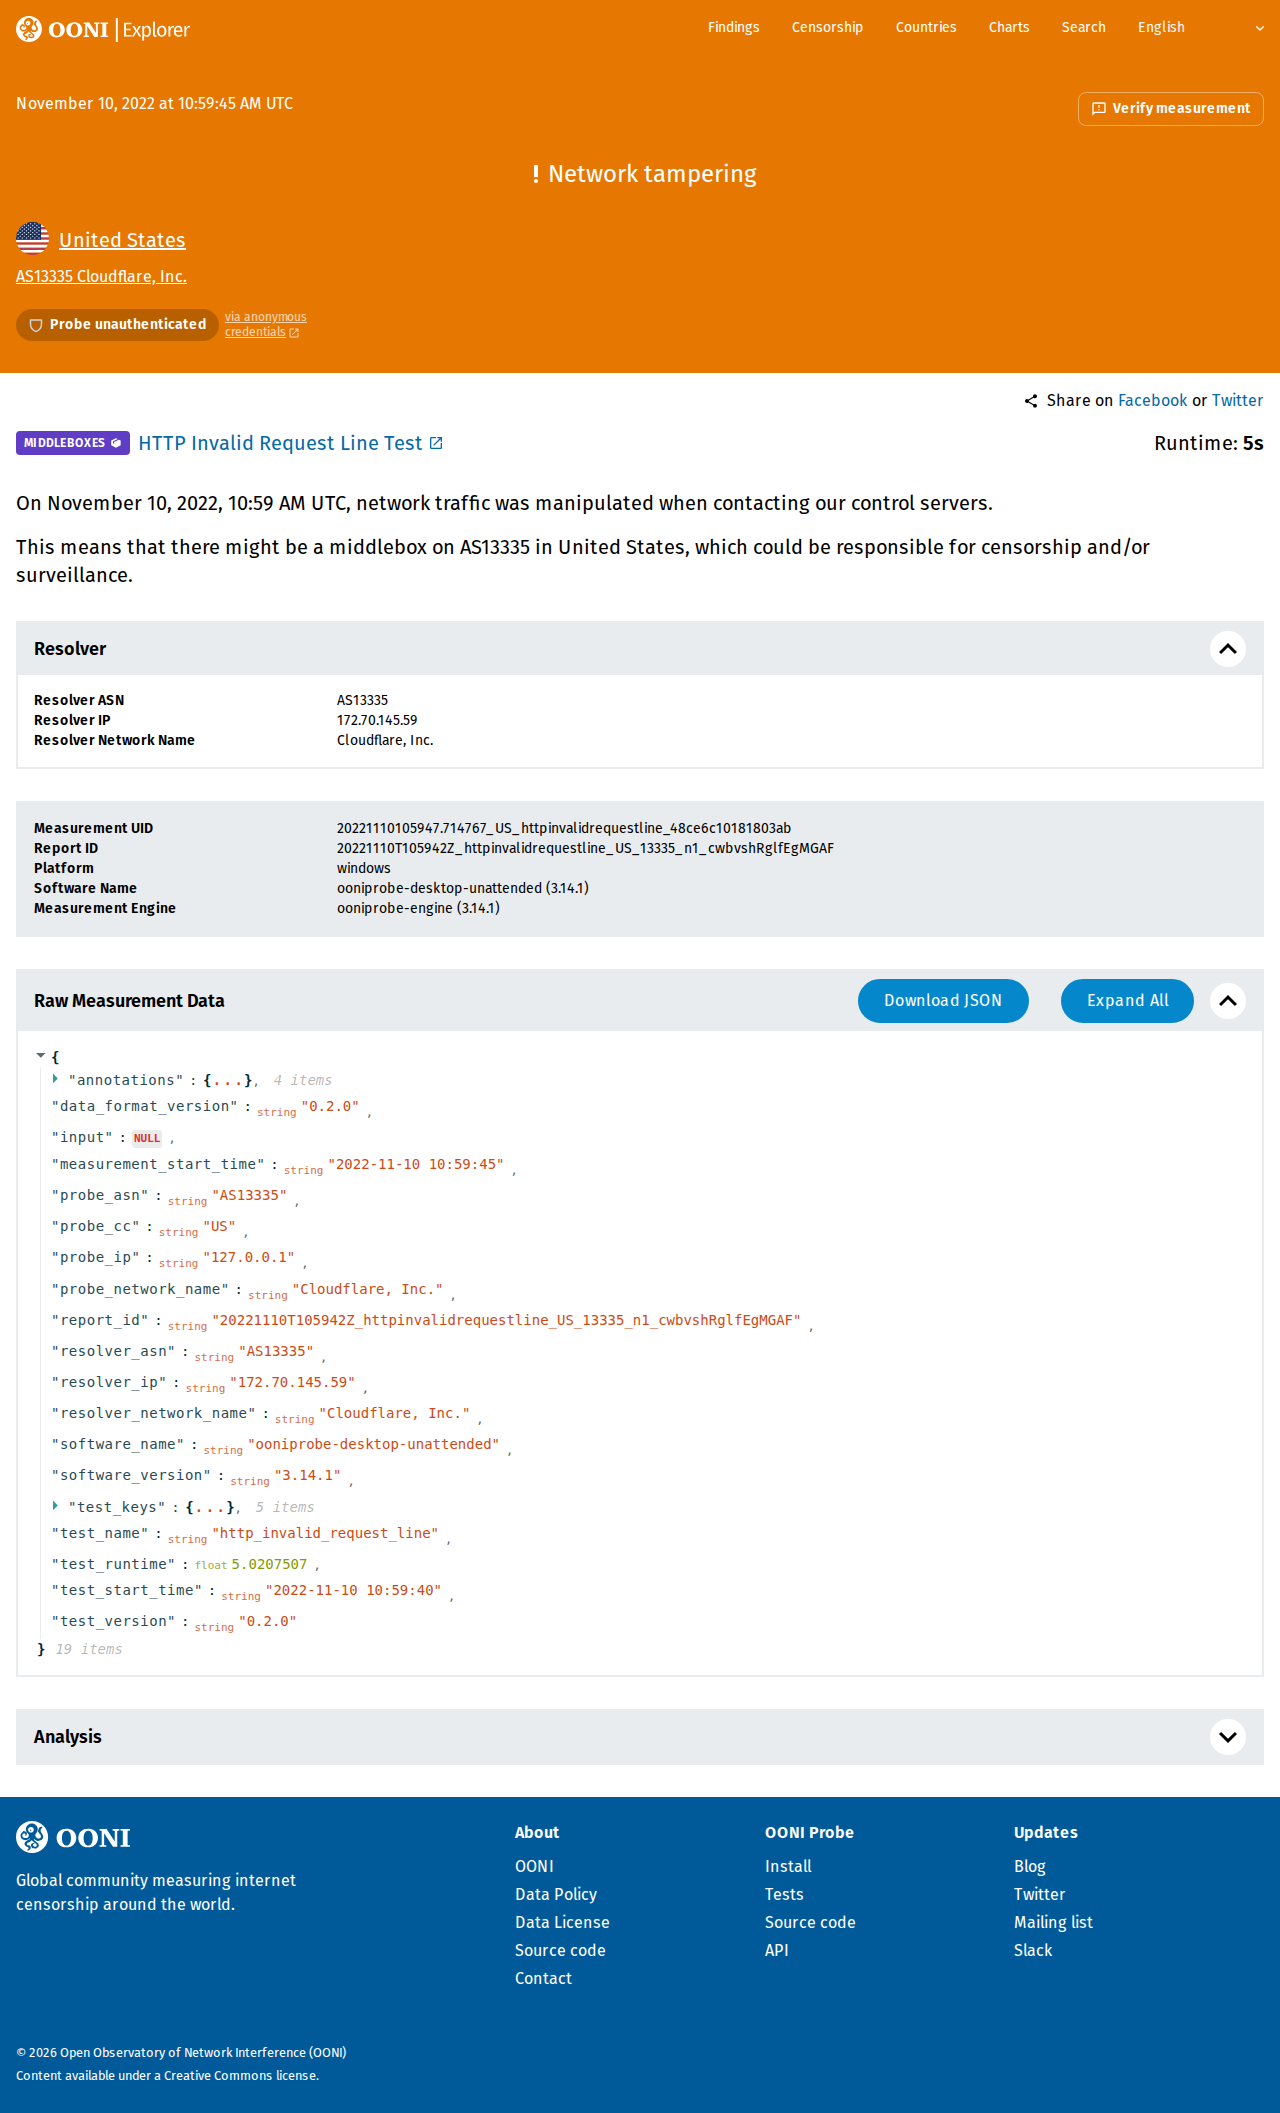 OONI Explorer
Findings Censorship Countries Charts Search English
November 10, 2022 at 10:59:45 AM UTC
Verify measurement
! Network tampering
United States
AS13335 Cloudflare, Inc.
Probe unauthenticated
via anonymous
credentials
Share on Facebook or Twitter
MIDDLEBOXES HTTP Invalid Request Line Test
Runtime: 5s
On November 10, 2022, 10:59 AM UTC, network traffic was manipulated when contacting our control servers.
This means that there might be a middlebox on AS13335 in United States, which could be responsible for censorship and/or
surveillance.
Resolver
Resolver ASN AS13335
Resolver IP 172.70.145.59
Resolver Network Name Cloudflare, Inc.
Measurement UID 20221110105947.714767_US_httpinvalidrequestline_48ce6c10181803ab
Report ID 20221110T105942Z_httpinvalidrequestline_US_13335_n1_cwbvshRglfEgMGAF
Platform windows
Software Name ooniprobe-desktop-unattended (3.14.1)
Measurement Engine ooniprobe-engine (3.14.1)
Raw Measurement Data
Download JSON
Expand All
{
"annotations" : {...}, 4 items
"data_format_version" : string "0.2.0" ,
"input" : NULL ,
"measurement_start_time" : string "2022-11-10 10:59:45" ,
"probe_asn" : string "AS13335" ,
"probe_cc" : string "US" ,
"probe_ip" : string "127.0.0.1" ,
"probe_network_name" : string "Cloudflare, Inc." ,
"report_id" : string "20221110T105942Z_httpinvalidrequestline_US_13335_n1_cwbvshRglfEgMGAF" ,
"resolver_asn" : string "AS13335" ,
"resolver_ip" : string "172.70.145.59" ,
"resolver_network_name" : string "Cloudflare, Inc." ,
"software_name" : string "ooniprobe-desktop-unattended" ,
"software_version" : string "3.14.1" ,
"test_keys" : {...}, 5 items
"test_name" : string "http_invalid_request_line" ,
"test_runtime" : float 5.0207507 ,
"test_start_time" : string "2022-11-10 10:59:40" ,
"test_version" : string "0.2.0"
} 19 items
Analysis
OONI
Global community measuring internet
censorship around the world.
About
OONI
Data Policy
Data License
Source code
Contact
OONI Probe
Install
Tests
Source code
API
Updates
Blog
Twitter
Mailing list
Slack
© 2026 Open Observatory of Network Interference (OONI)
Content available under a Creative Commons license.